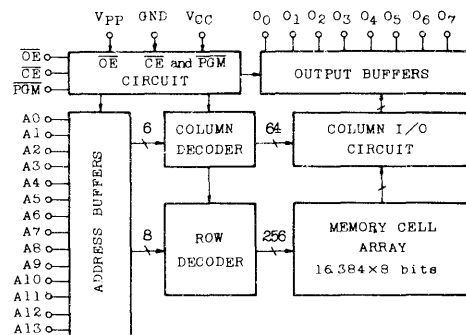 VPP GND VCC O0 O1 O2 O3 O4 O5 O6 O7
OE
CE
PGM
OE CE and PGM
CIRCUIT
OUTPUT BUFFERS
A0
A1
A2
A3
A4
A5
A6
A7
A8
A9
A10
A11
A12
A13
ADDRESS BUFFERS
6
COLUMN
DECODER
64
COLUMN I/O
CIRCUIT
8
ROW
DECODER
256
MEMORY CELL
ARRAY
16.384×8 bits